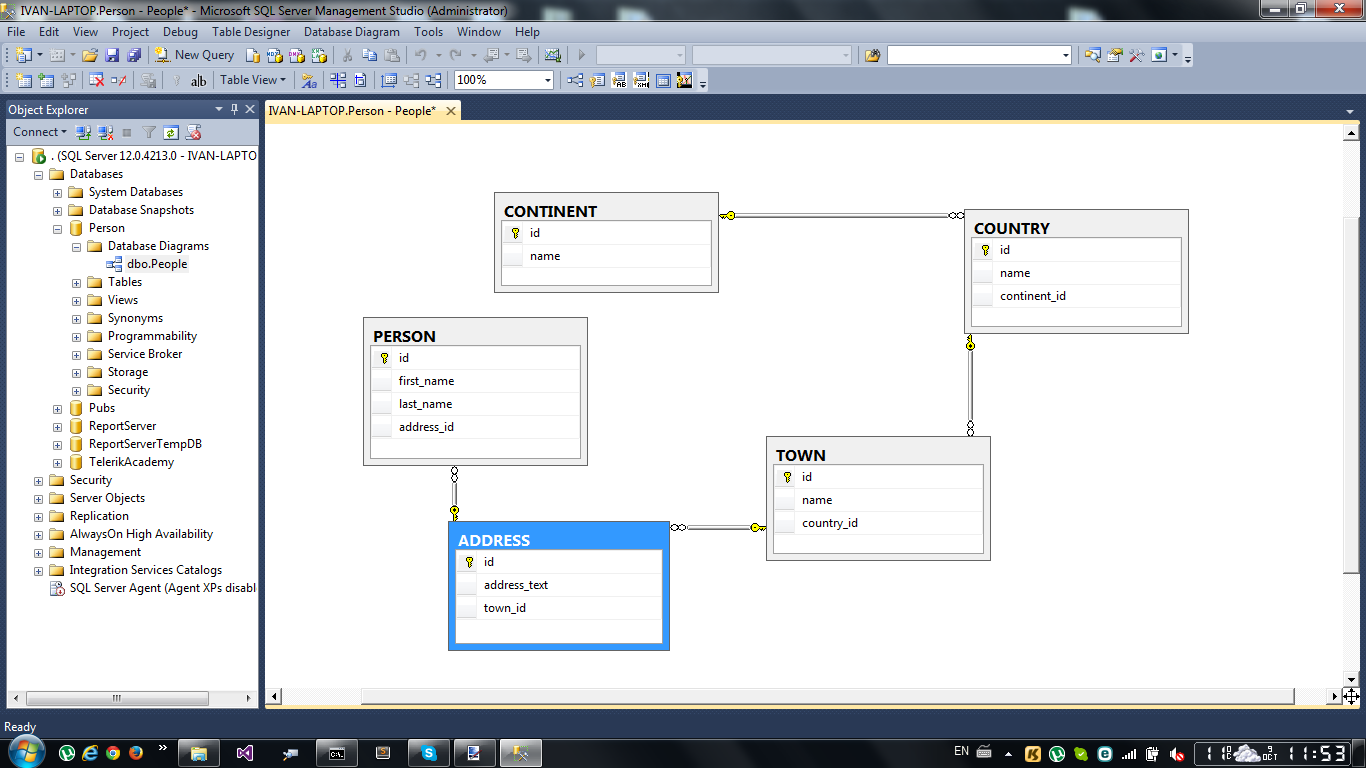 IVAN-LAPTOP.Person - People* - Microsoft SQL Server Management Studio (Administrator)
File Edit View Project Debug Table Designer Database Diagram Tools Window Help
New Query
ab Table View 100%
Object Explorer
IVAN-LAPTOP.Person - People*
Connect
. (SQL Server 12.0.4213.0 - IVAN-LAPTO
Databases
System Databases
Database Snapshots
Person
Database Diagrams
dbo.People
Tables
Views
Synonyms
Programmability
Service Broker
Storage
Security
Pubs
ReportServer
ReportServerTempDB
TelerikAcademy
Security
Server Objects
Replication
AlwaysOn High Availability
Management
Integration Services Catalogs
SQL Server Agent (Agent XPs disabl
CONTINENT
id
name
COUNTRY
id
name
continent_id
PERSON
id
first_name
last_name
address_id
TOWN
id
name
country_id
ADDRESS
id
address_text
town_id
Ready
EN
9
OCT
11:53